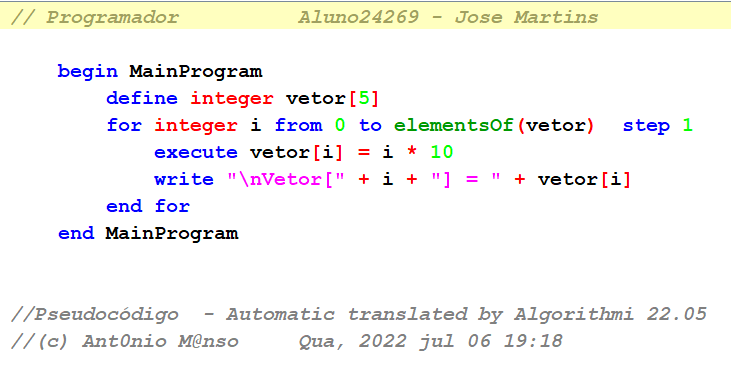 // Programador Aluno24269 - Jose Martins
begin MainProgram
define integer vetor[5]
for integer i from 0 to elementsOf(vetor) step 1
execute vetor[i] = i * 10
write "\nVetor[" + i + "] = " + vetor[i]
end for
end MainProgram
//Pseudocódigo - Automatic translated by Algorithmi 22.05
//(c) Ant0nio M@nso Qua, 2022 jul 06 19:18